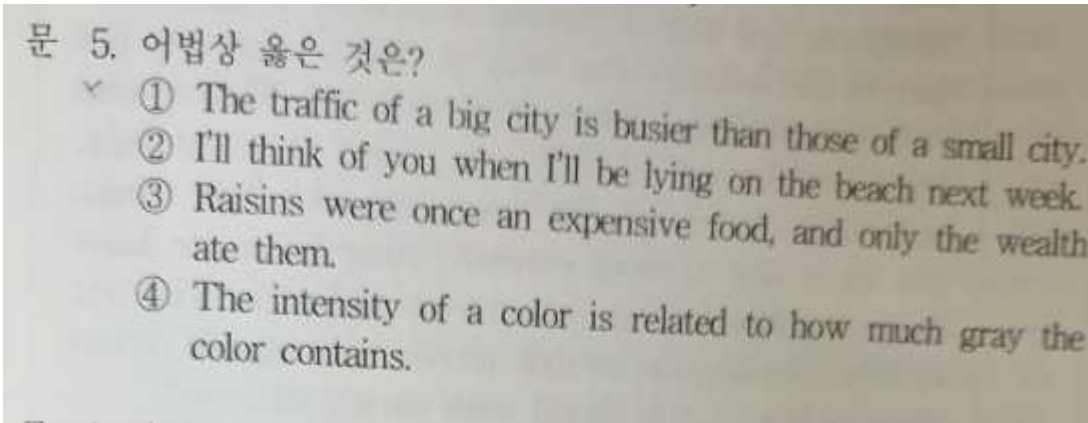 문 5. 어법상 옳은 것은?
① The traffic of a big city is busier than those of a small city.
② I'll think of you when I'll be lying on the beach next week.
③ Raisins were once an expensive food, and only the wealth
ate them.
④ The intensity of a color is related to how much gray the
color contains.